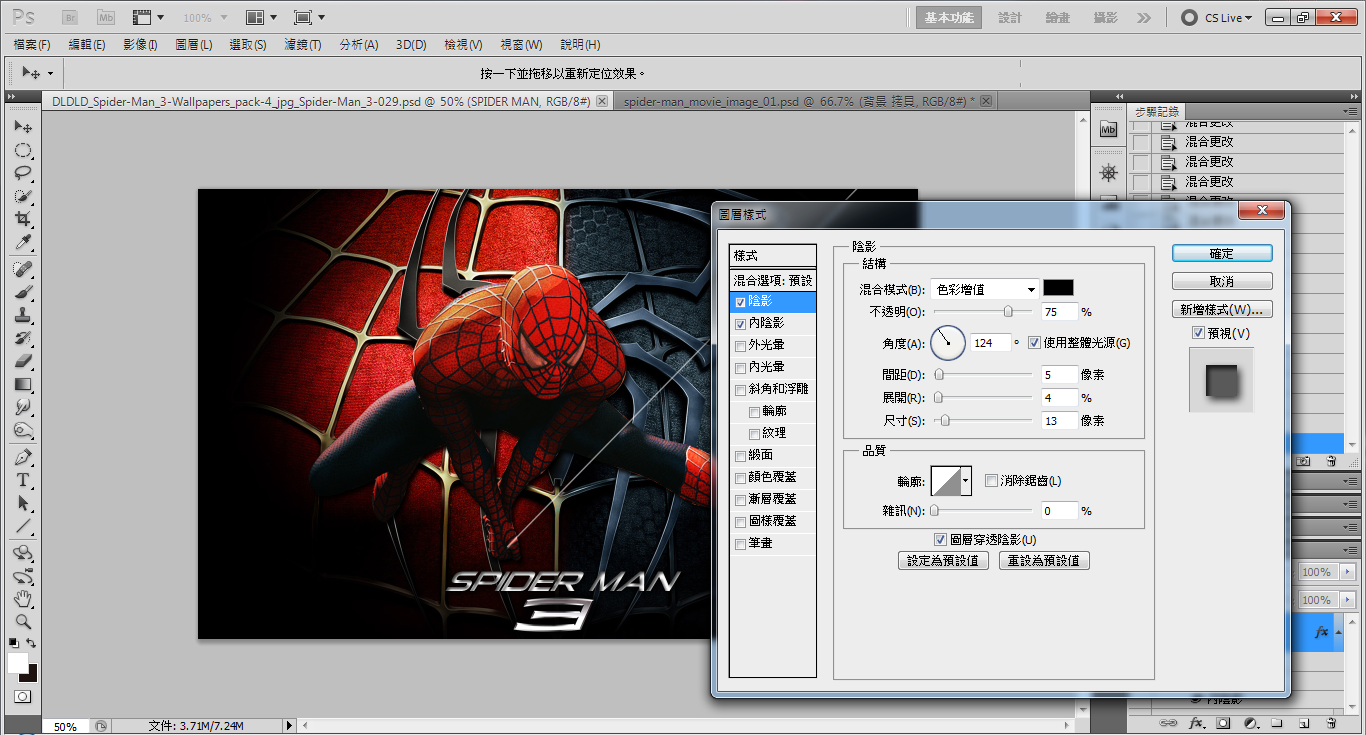 Ps Br Mb 100% 基本功能 設計 繪畫 攝影 CS Live
檔案(F) 編輯(E) 影像(I) 圖層(L) 選取(S) 濾鏡(T) 分析(A) 3D(D) 檢視(V) 視窗(W) 說明(H)
按一下並拖移以重新定位效果。
DLDLD_Spider-Man_3-Wallpapers_pack-4_jpg_Spider-Man_3-029.psd @ 50% (SPIDER MAN, RGB/8#)
spider-man_movie_image_01.psd @ 66.7% (背景 拷貝, RGB/8#) *
步驟記錄
Mb
混合更改
混合更改
混合更改
混合更改
圖層樣式
樣式
混合選項: 預設
陰影
內陰影
外光暈
內光暈
斜角和浮雕
輪廓
紋理
緞面
顏色覆蓋
漸層覆蓋
圖樣覆蓋
筆畫
陰影
結構
混合模式(B): 色彩增值
不透明(O): 75 %
角度(A): 124 ° 使用整體光源(G)
間距(D): 5 像素
展開(R): 4 %
尺寸(S): 13 像素
品質
輪廓: 消除鋸齒(L)
雜訊(N): 0 %
圖層穿透陰影(U)
設定為預設值 重設為預設值
確定
取消
新增樣式(W)...
預視(V)
SPIDER MAN
3
100%
100%
fx
內陰影
50% 文件: 3.71M/7.24M
fx